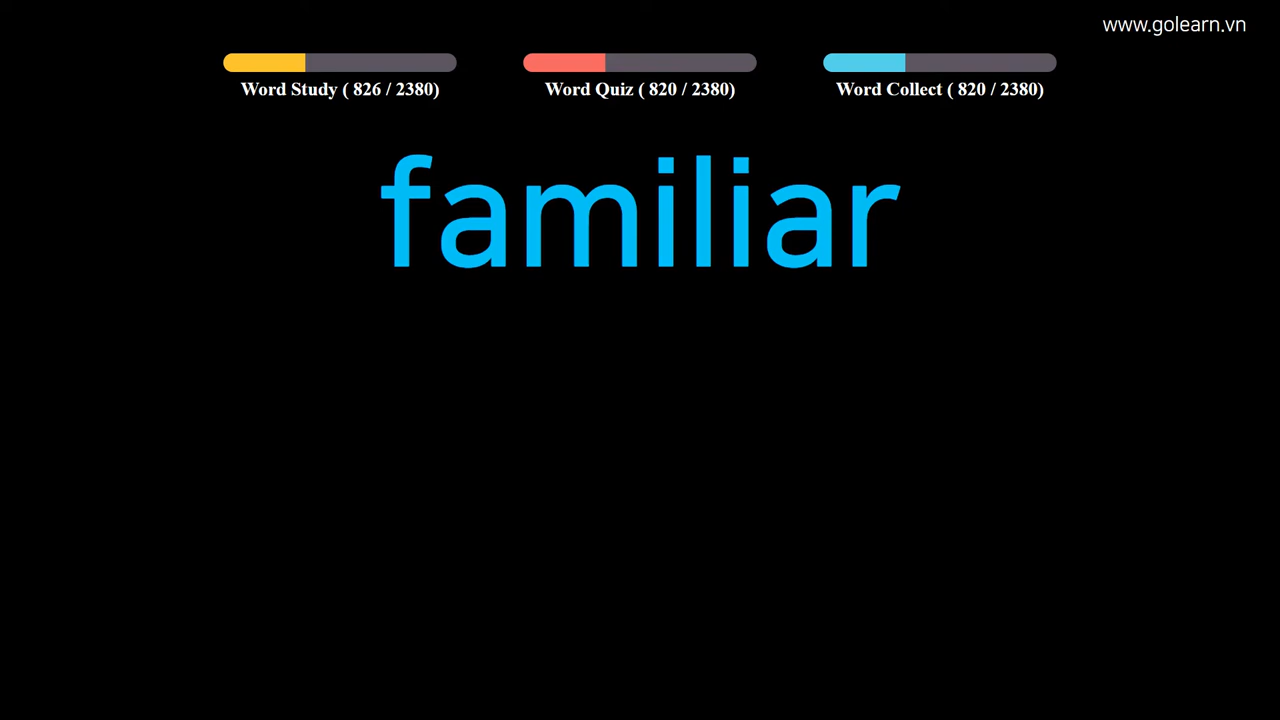 www.golearn.vn
Word Study ( 826 / 2380)
Word Quiz ( 820 / 2380)
Word Collect ( 820 / 2380)
familiar